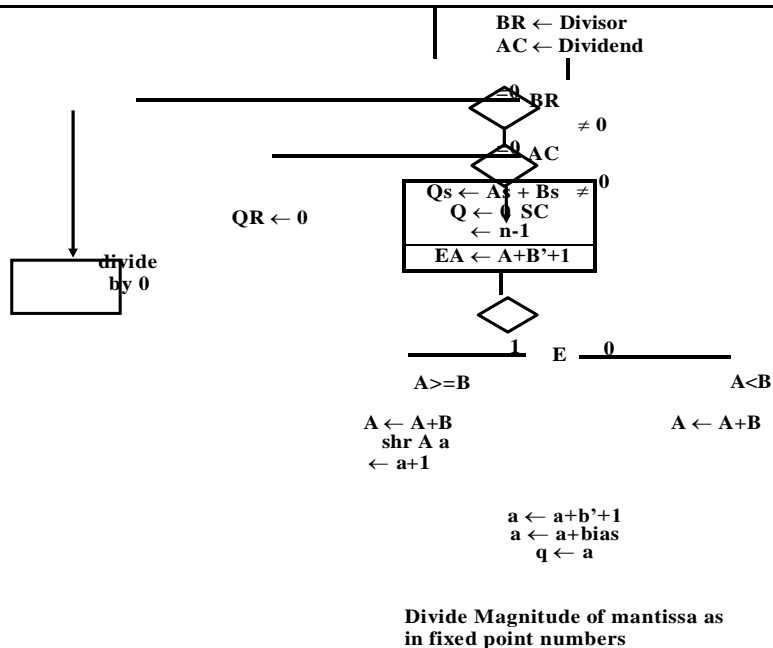 BR ← Divisor
AC ← Dividend
=0 BR
≠ 0
=0 AC
≠ 0
Qs ← As + Bs
Q ← 0 SC
← n-1
QR ← 0
EA ← A+B'+1
divide
by 0
1 E 0
A>=B A<B
A ← A+B A ← A+B
shr A a
← a+1
a ← a+b’+1
a ← a+bias
q ← a
Divide Magnitude of mantissa as
in fixed point numbers